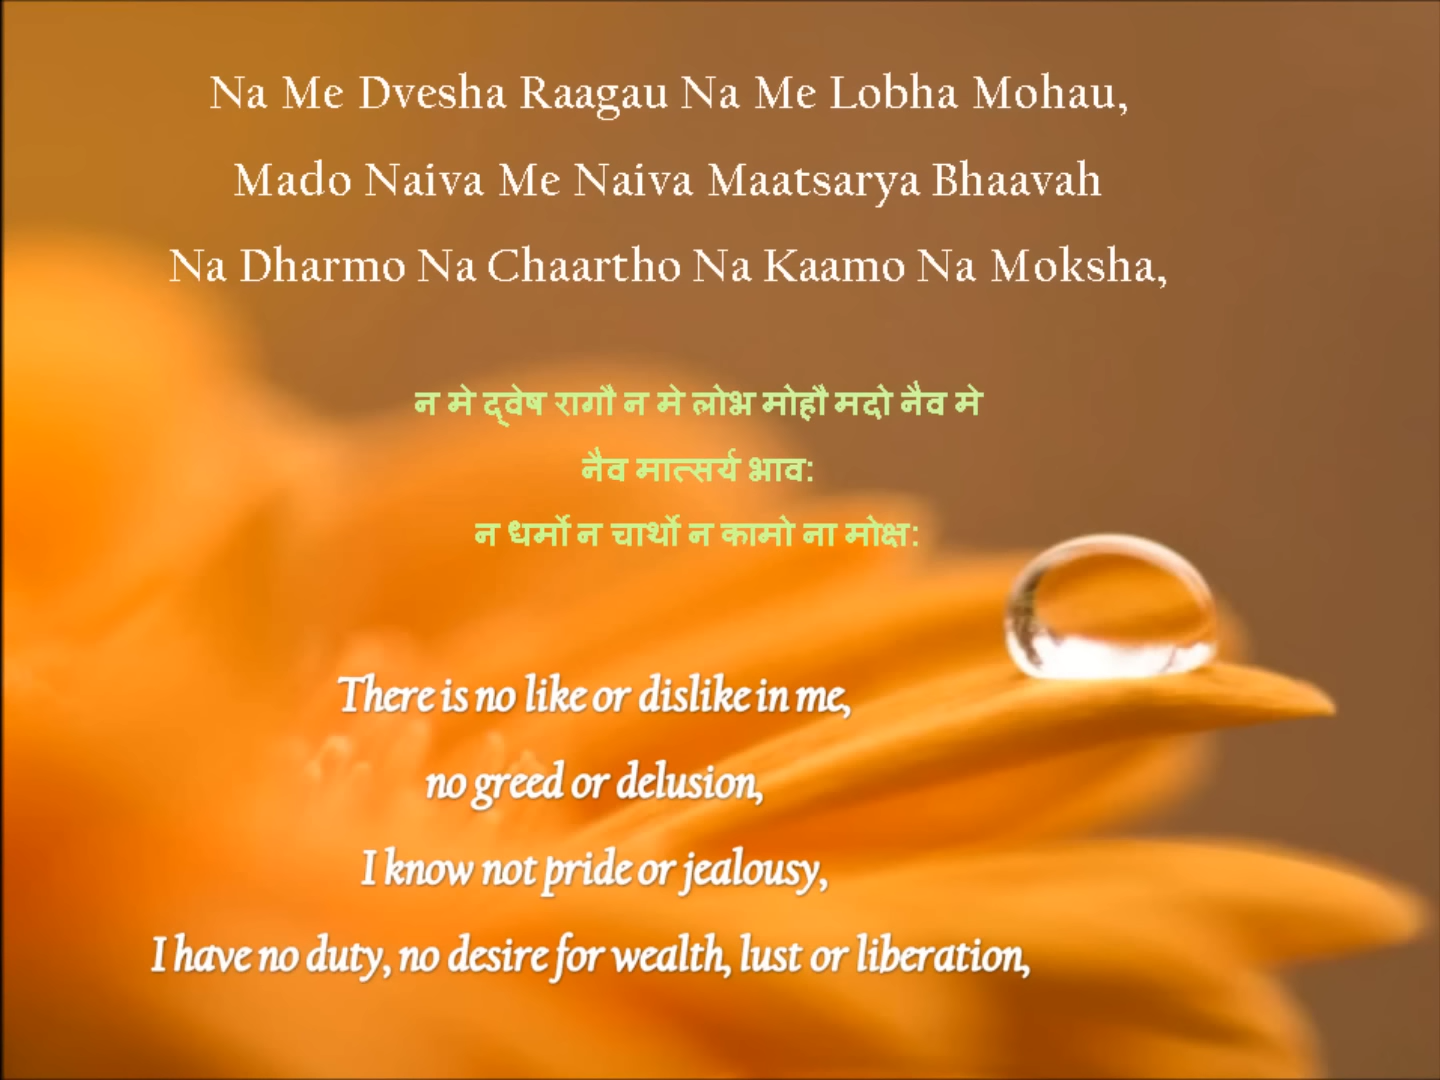 Na Me Dvesha Raagau Na Me Lobha Mohau,
Mado Naiva Me Naiva Maatsarya Bhaavah
Na Dharmo Na Chaartho Na Kaamo Na Moksha,
न मे द्वेष रागौ न मे लोभ मोहौ मदो नैव मे
नैव मात्सर्य भाव:
न धर्मो न चार्थो न कामो ना मोक्ष:
There is no like or dislike in me,
no greed or delusion,
I know not pride or jealousy,
I have no duty, no desire for wealth, lust or liberation,